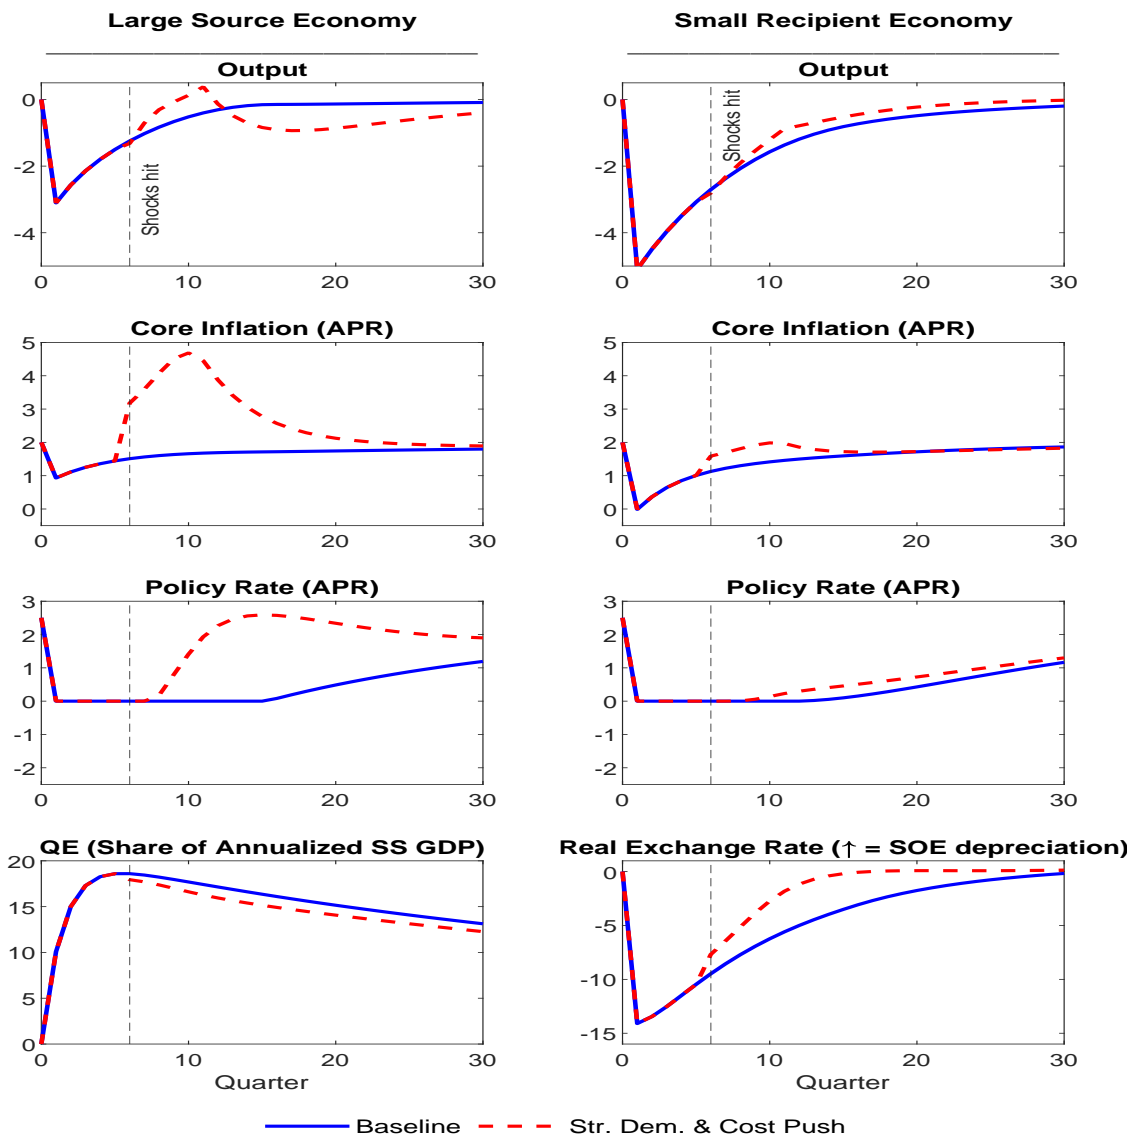 Large Source Economy
Small Recipient Economy
Output
0
-2
-4
Shocks hit
0 10 20 30
Output
0
-2
-4
Shocks hit
0 10 20 30
Core Inflation (APR)
5
4
3
2
1
0
0 10 20 30
Core Inflation (APR)
5
4
3
2
1
0
0 10 20 30
Policy Rate (APR)
3
2
1
0
-1
-2
0 10 20 30
Policy Rate (APR)
3
2
1
0
-1
-2
0 10 20 30
QE (Share of Annualized SS GDP)
20
15
10
5
0
0 10 20 30
Quarter
Real Exchange Rate (↑ = SOE depreciation)
0
-5
-10
-15
0 10 20 30
Quarter
Baseline
Str. Dem. & Cost Push